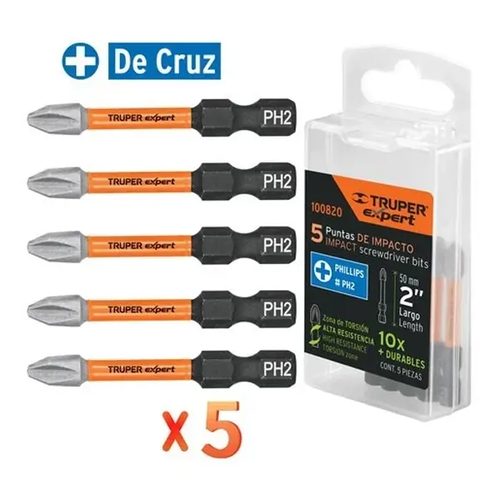 De Cruz
TRUPER expert PH2
TRUPER expert PH2
TRUPER expert PH2
TRUPER expert PH2
TRUPER expert PH2
x 5
TRUPER
expert
100820
5 Puntas DE IMPACTO
IMPACT screwdriver bits
PHILLIPS
# PH2
50 mm
2"
Largo
Length
Zona de TORSIÓN
ALTA RESISTENCIA
HIGH RESISTANCE
TORSION zone
10x
+ DURABLES
CONT. 5 PIEZAS